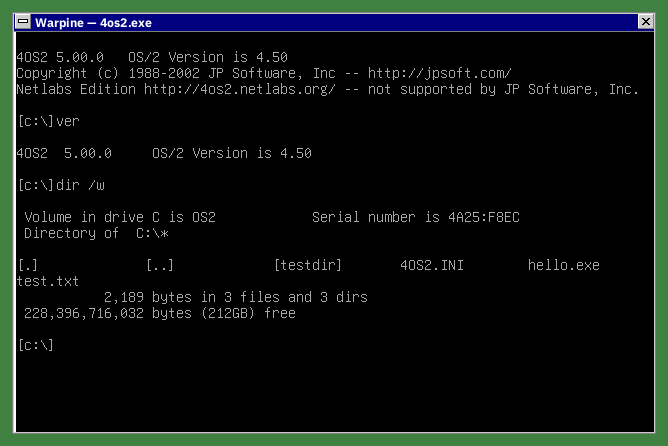 Warpine — 4os2.exe
4OS2 5.00.0   OS/2 Version is 4.50
Copyright (c) 1988-2002 JP Software, Inc -- http://jpsoft.com/
Netlabs Edition http://4os2.netlabs.org/ -- not supported by JP Software, Inc.
[c:\]ver
4OS2  5.00.0     OS/2 Version is 4.50
[c:\]dir /w
 Volume in drive C is OS2            Serial number is 4A25:F8EC
 Directory of  C:\*
[.]             [..]            [testdir]       4OS2.INI        hello.exe
test.txt
           2,189 bytes in 3 files and 3 dirs
 228,396,716,032 bytes (212GB) free
[c:\]